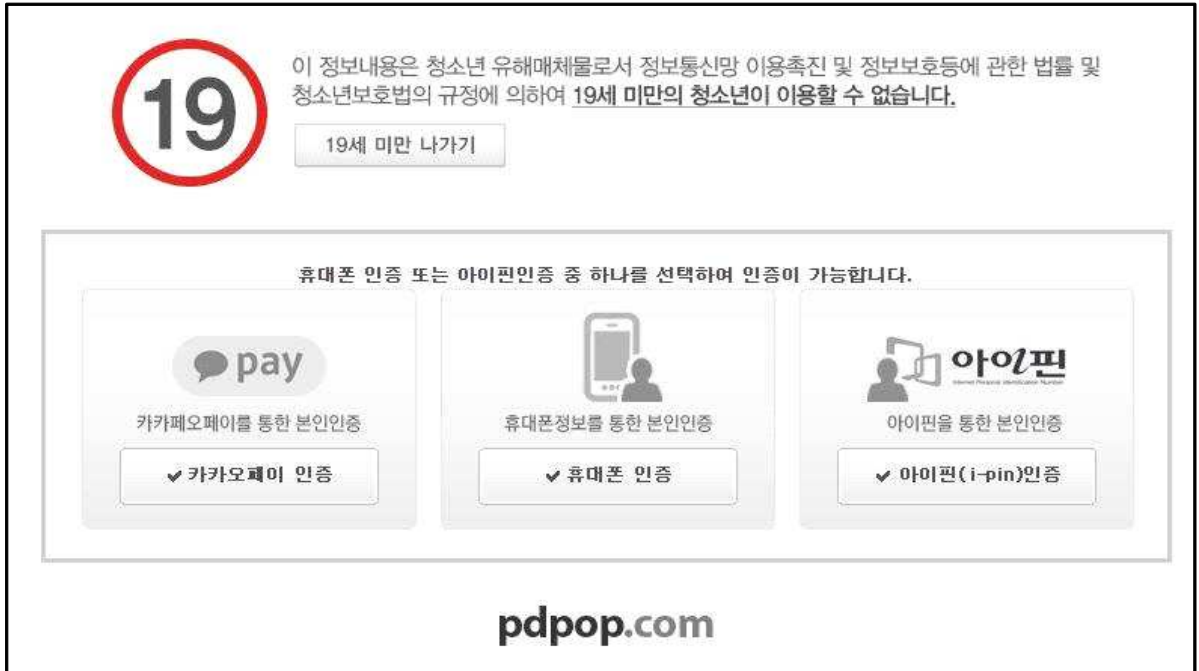 19
이 정보내용은 청소년 유해매체물로서 정보통신망 이용촉진 및 정보보호등에 관한 법률 및
청소년보호법의 규정에 의하여 19세 미만의 청소년이 이용할 수 없습니다.
19세 미만 나가기
휴대폰 인증 또는 아이핀인증 중 하나를 선택하여 인증이 가능합니다.
pay
카카페오페이를 통한 본인인증
✔카카오페이 인증
휴대폰정보를 통한 본인인증
✔휴대폰 인증
아이핀
Internet Personal Identification Number
아이핀을 통한 본인인증
✔ 아이핀(i-pin)인증
pdpop.com